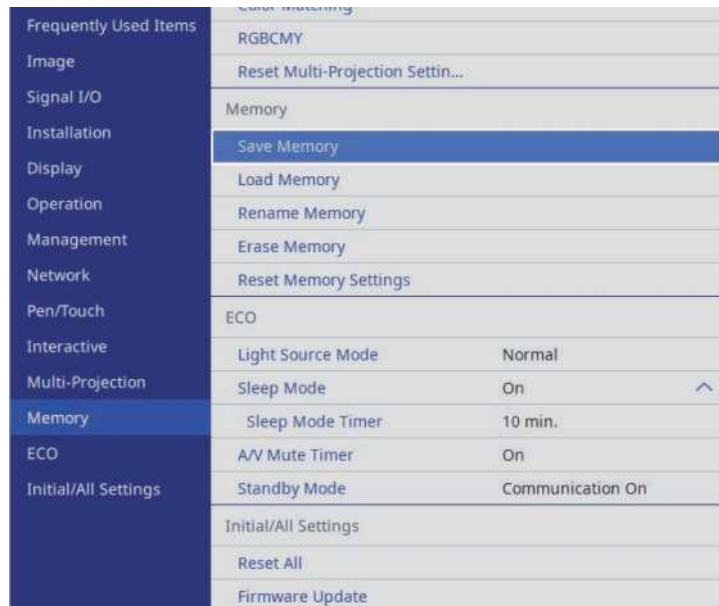 Frequently Used Items
Image
Signal I/O
Installation
Display
Operation
Management
Network
Pen/Touch
Interactive
Multi-Projection
Memory
ECO
Initial/All Settings
Color Matching
RGBCMY
Reset Multi-Projection Settin...
Memory
Save Memory
Load Memory
Rename Memory
Erase Memory
Reset Memory Settings
ECO
Light Source Mode Normal
Sleep Mode On
Sleep Mode Timer 10 min.
A/V Mute Timer On
Standby Mode Communication On
Initial/All Settings
Reset All
Firmware Update